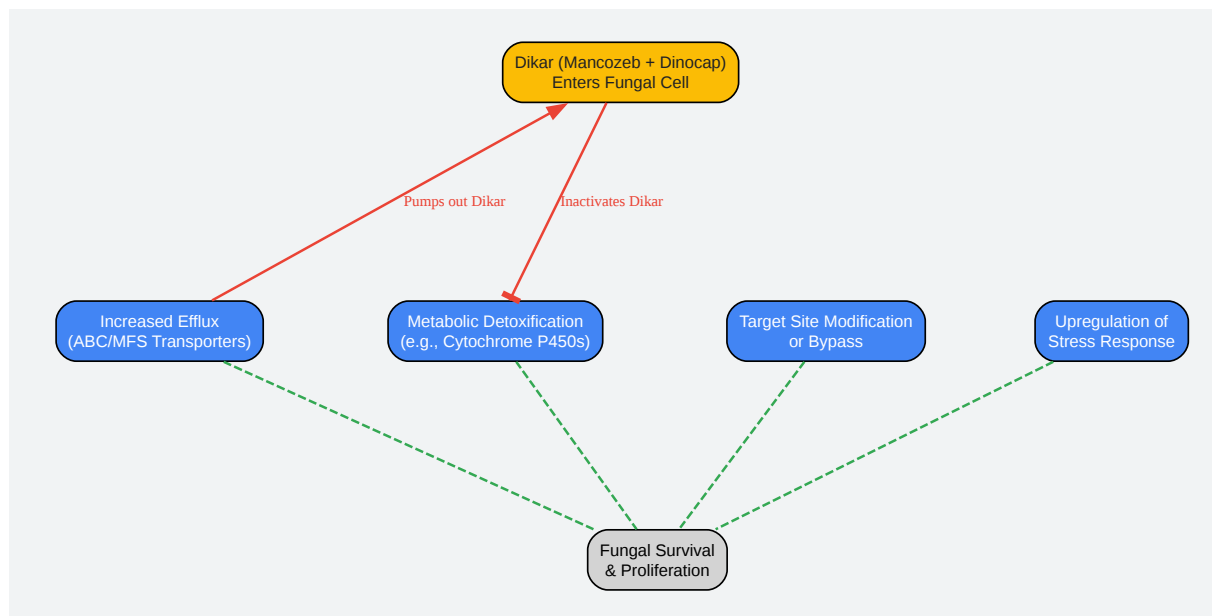 Dikar (Mancozeb + Dinocap)
Enters Fungal Cell
Pumps out Dikar
Inactivates Dikar
Increased Efflux
(ABC/MFS Transporters)
Metabolic Detoxification
(e.g., Cytochrome P450s)
Target Site Modification
or Bypass
Upregulation of
Stress Response
Fungal Survival
& Proliferation